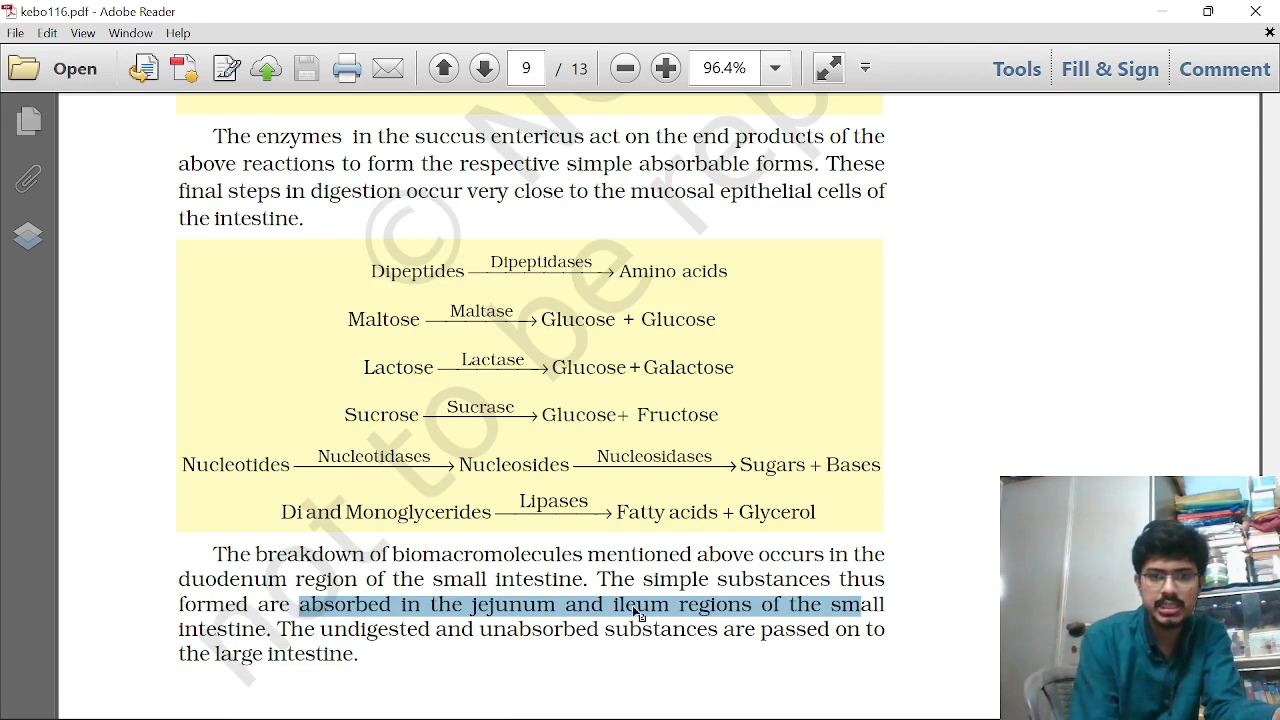 kebo116.pdf - Adobe Reader
File Edit View Window Help
Open 9 / 13 96.4% Tools Fill & Sign Comment
The enzymes in the succus entericus act on the end products of the
above reactions to form the respective simple absorbable forms. These
final steps in digestion occur very close to the mucosal epithelial cells of
the intestine.
Dipeptides Dipeptidases Amino acids
Maltose Maltase Glucose + Glucose
Lactose Lactase Glucose+Galactose
Sucrose Sucrase Glucose+ Fructose
Nucleotides Nucleotidases Nucleosides Nucleosidases Sugars + Bases
Di and Monoglycerides Lipases Fatty acids + Glycerol
The breakdown of biomacromolecules mentioned above occurs in the
duodenum region of the small intestine. The simple substances thus
formed are absorbed in the jejunum and ileum regions of the small
intestine. The undigested and unabsorbed substances are passed on to
the large intestine.
©
not to be